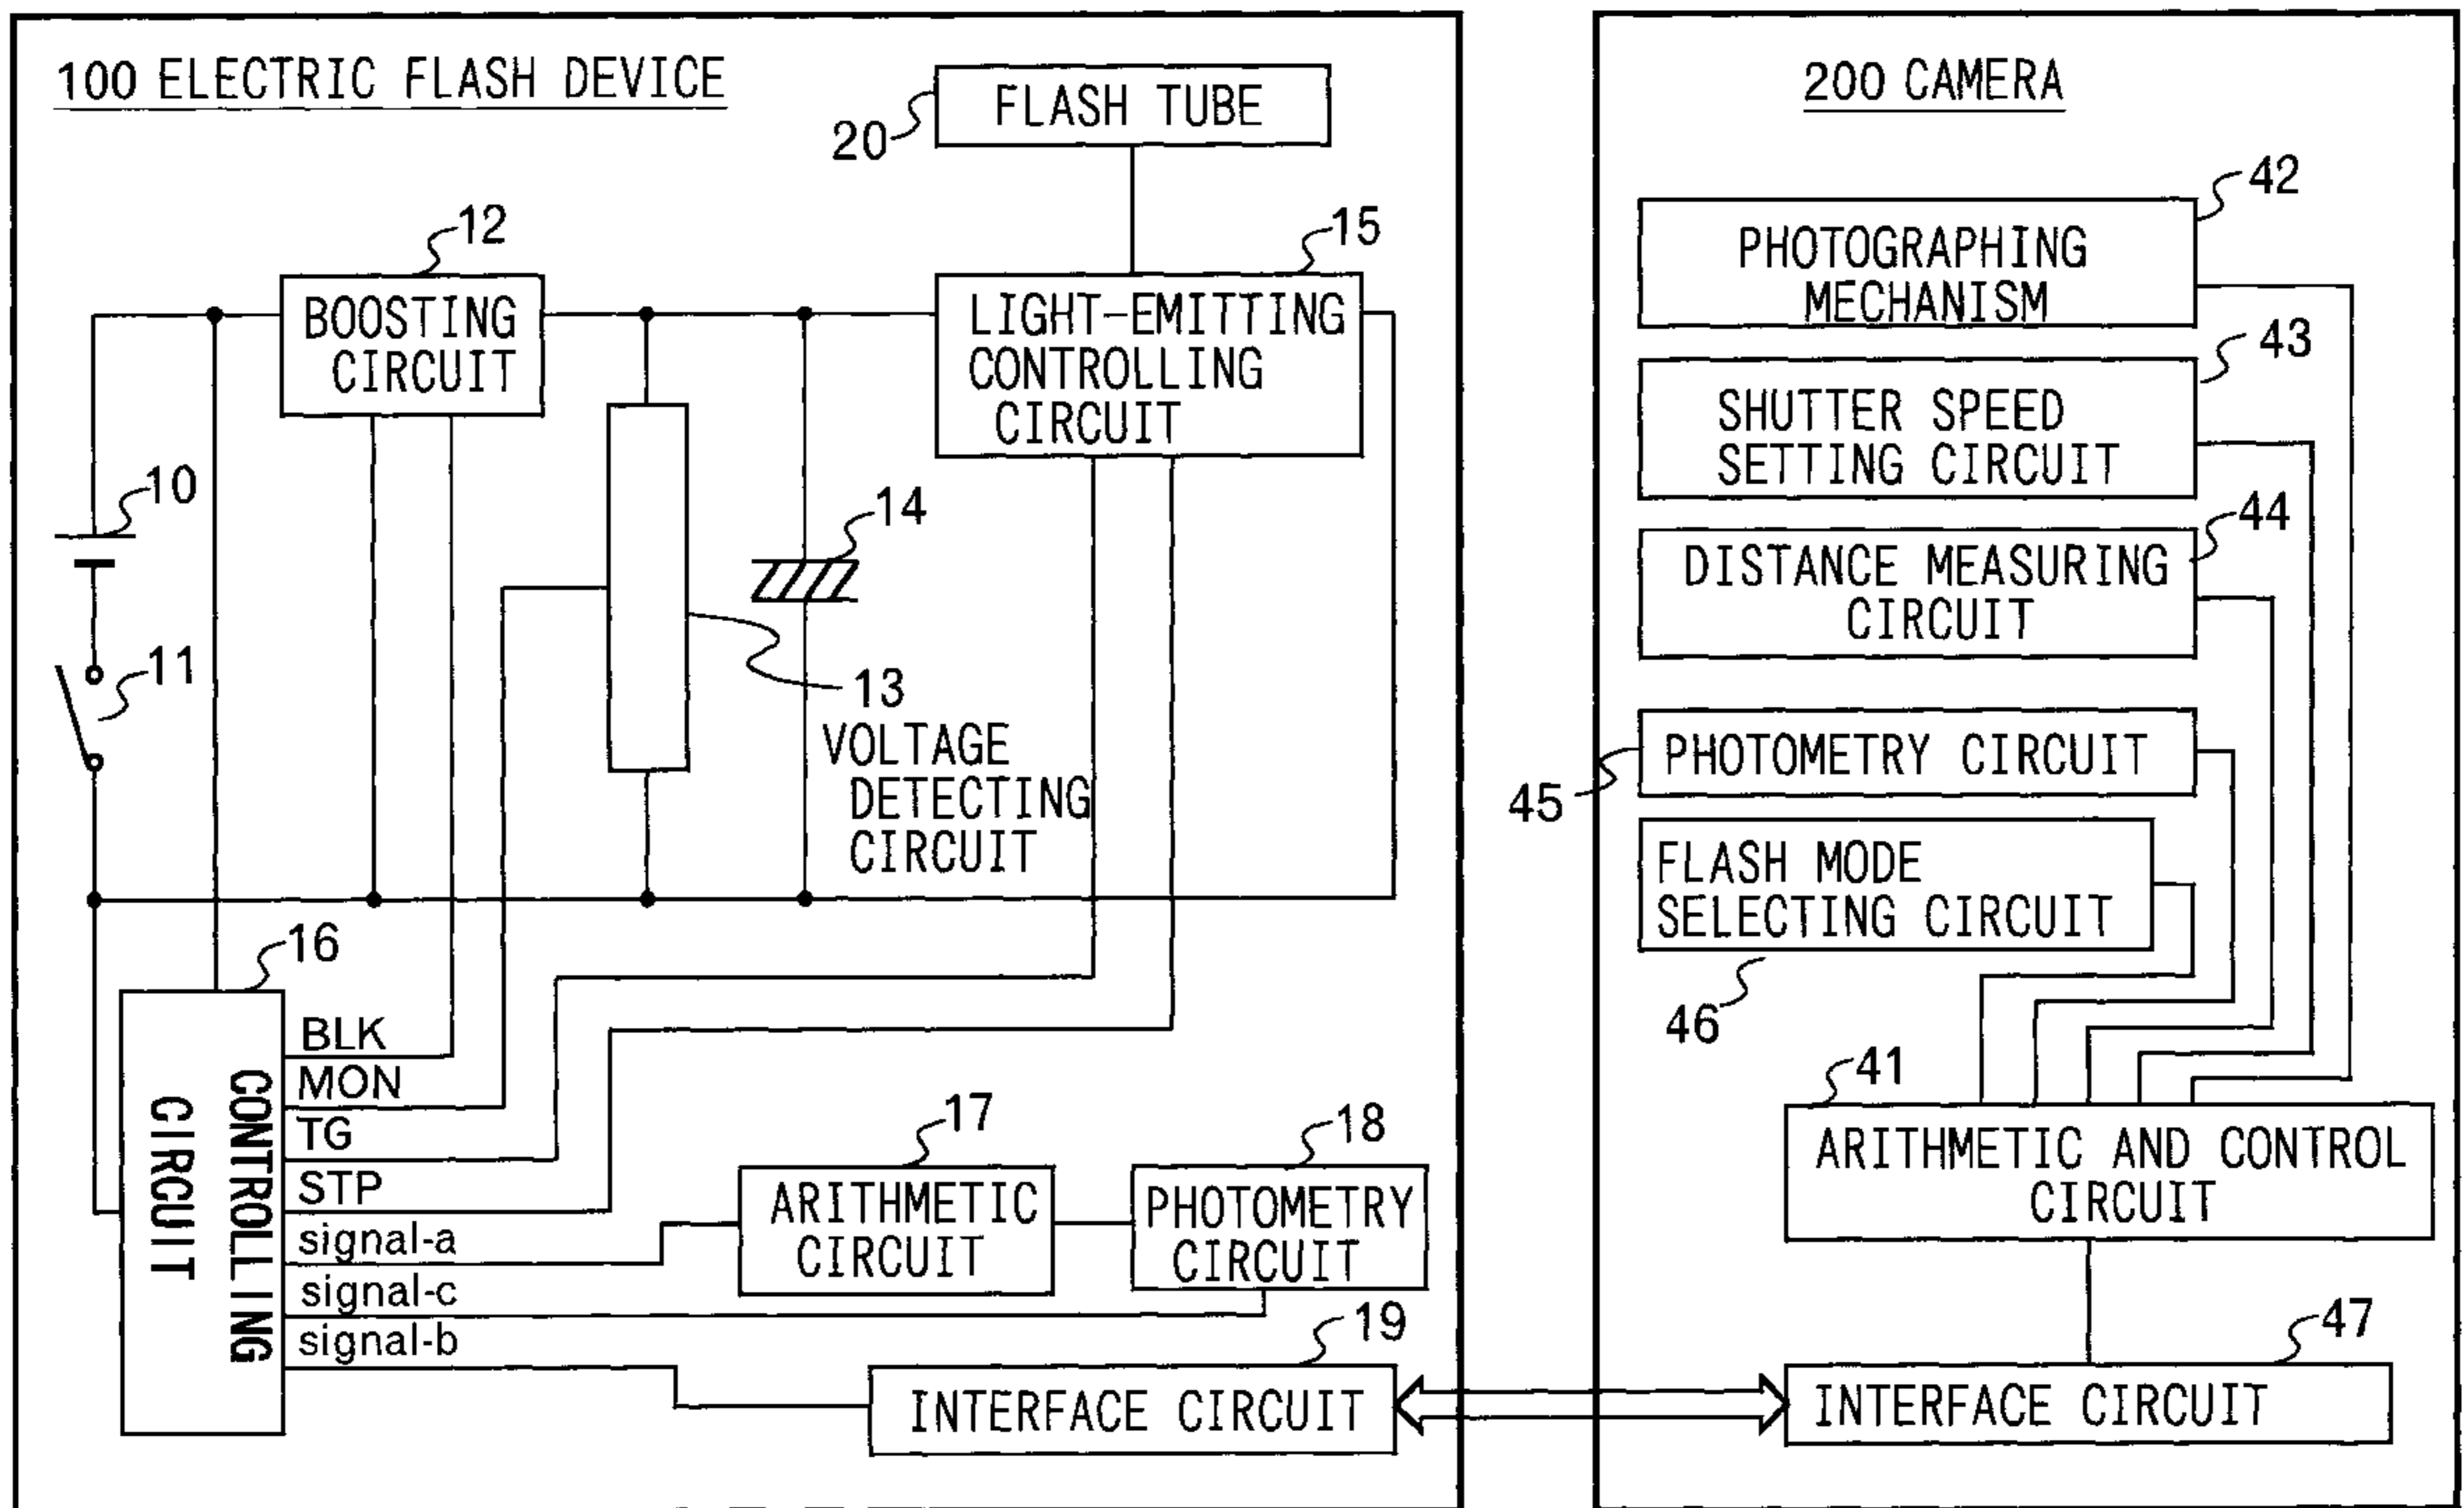 100 ELECTRIC FLASH DEVICE
FLASH TUBE
20
12
BOOSTING
CIRCUIT
15
LIGHT-EMITTING
CONTROLLING
CIRCUIT
10
11
14
13
VOLTAGE
DETECTING
CIRCUIT
16
CONTROLLING
CIRCUIT
BLK
MON
TG
STP
signal-a
signal-c
signal-b
17
ARITHMETIC
CIRCUIT
18
PHOTOMETRY
CIRCUIT
19
INTERFACE CIRCUIT
200 CAMERA
42
PHOTOGRAPHING
MECHANISM
43
SHUTTER SPEED
SETTING CIRCUIT
44
DISTANCE MEASURING
CIRCUIT
PHOTOMETRY CIRCUIT
45
FLASH MODE
SELECTING CIRCUIT
46
41
ARITHMETIC AND CONTROL
CIRCUIT
47
INTERFACE CIRCUIT